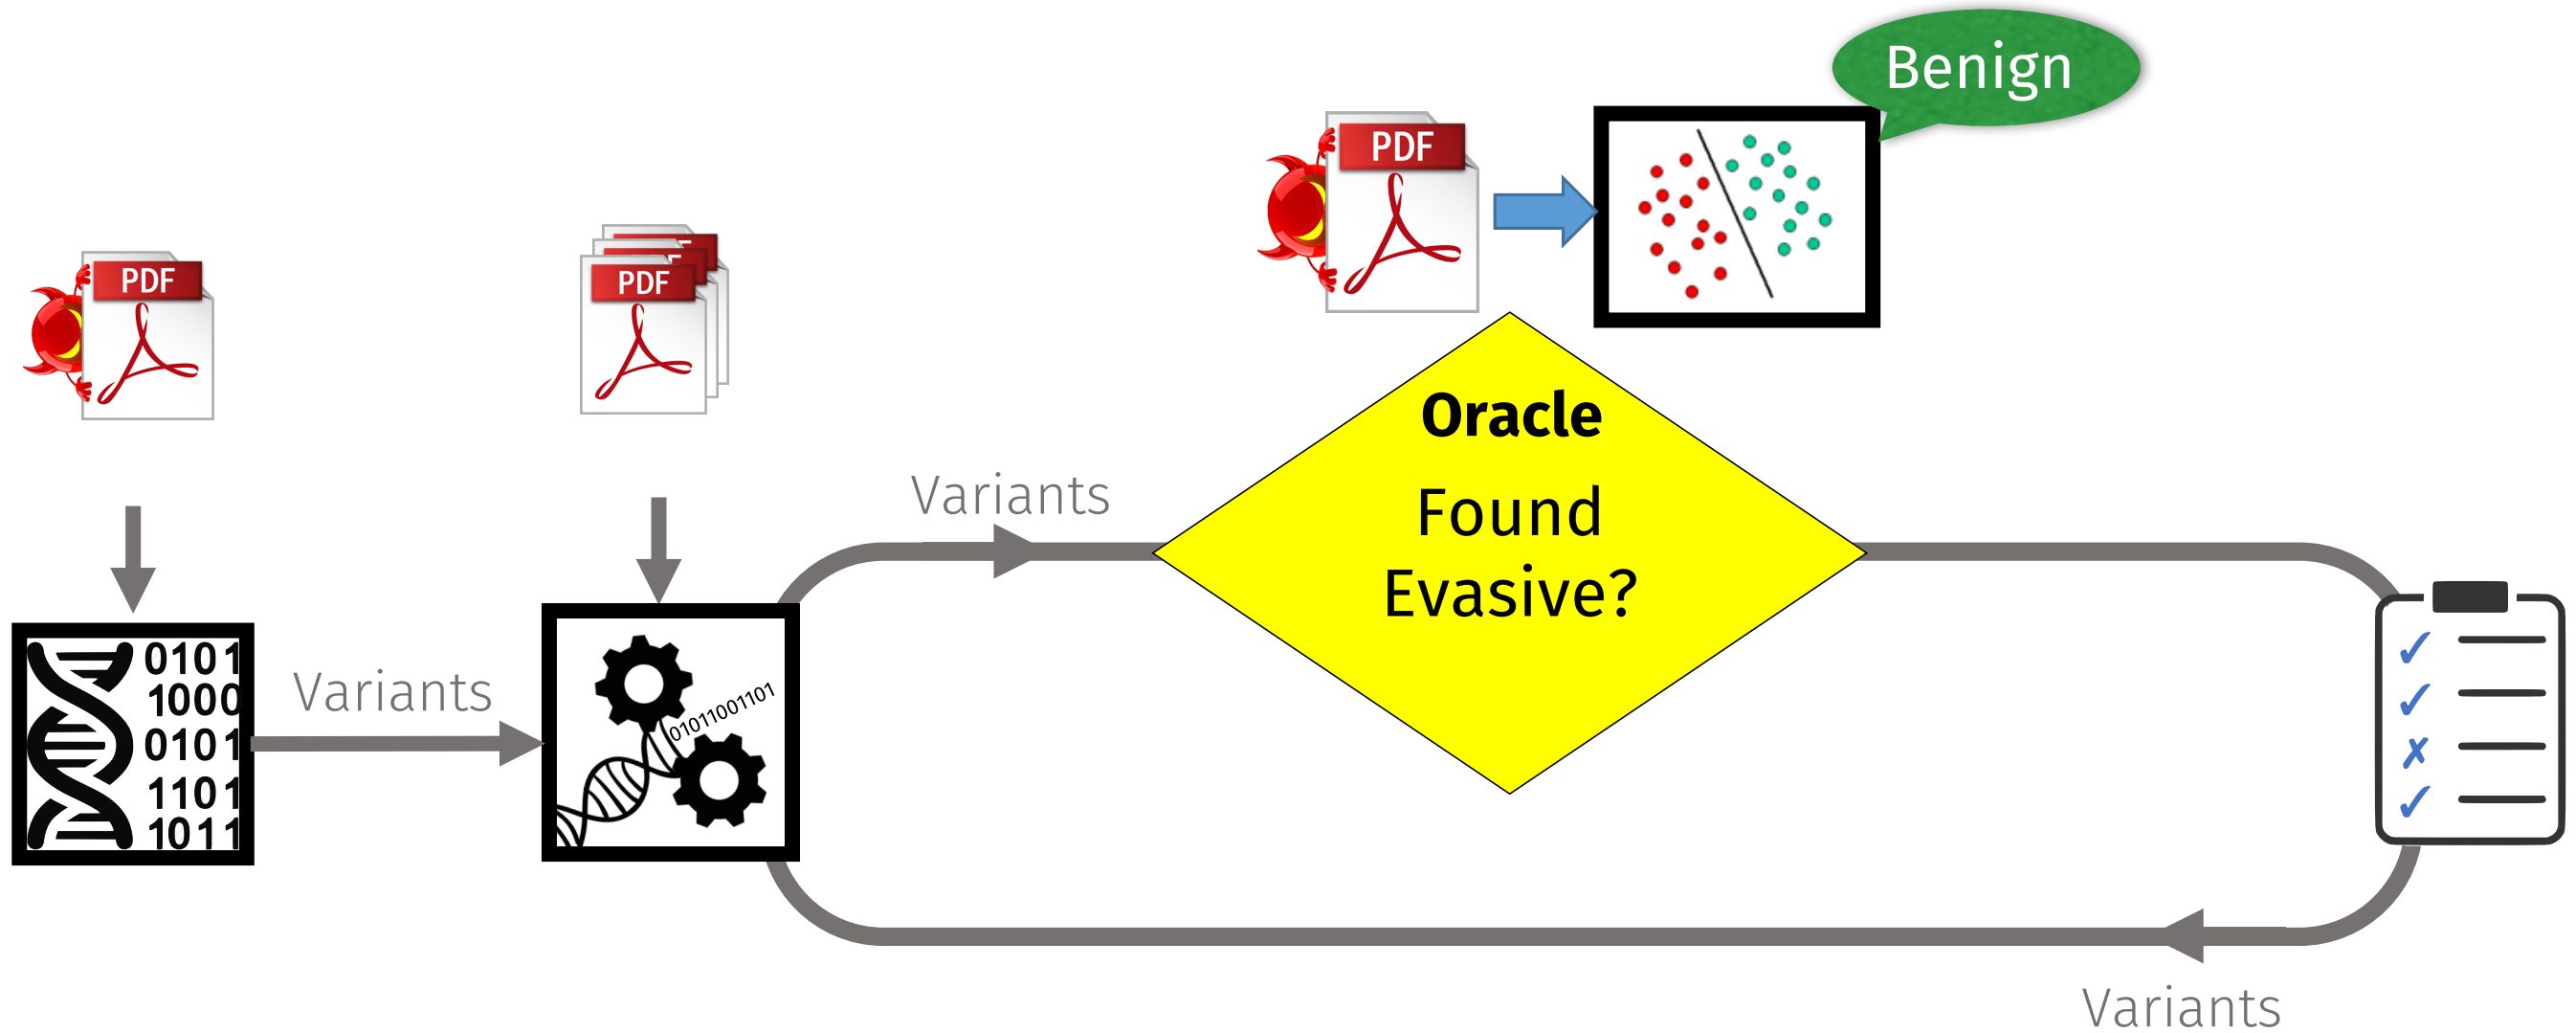 Benign
PDF
PDF
PDF
Oracle
Found
Evasive?
Variants
Variants
0101
1000
0101
1101
1011
01011001101
Variants